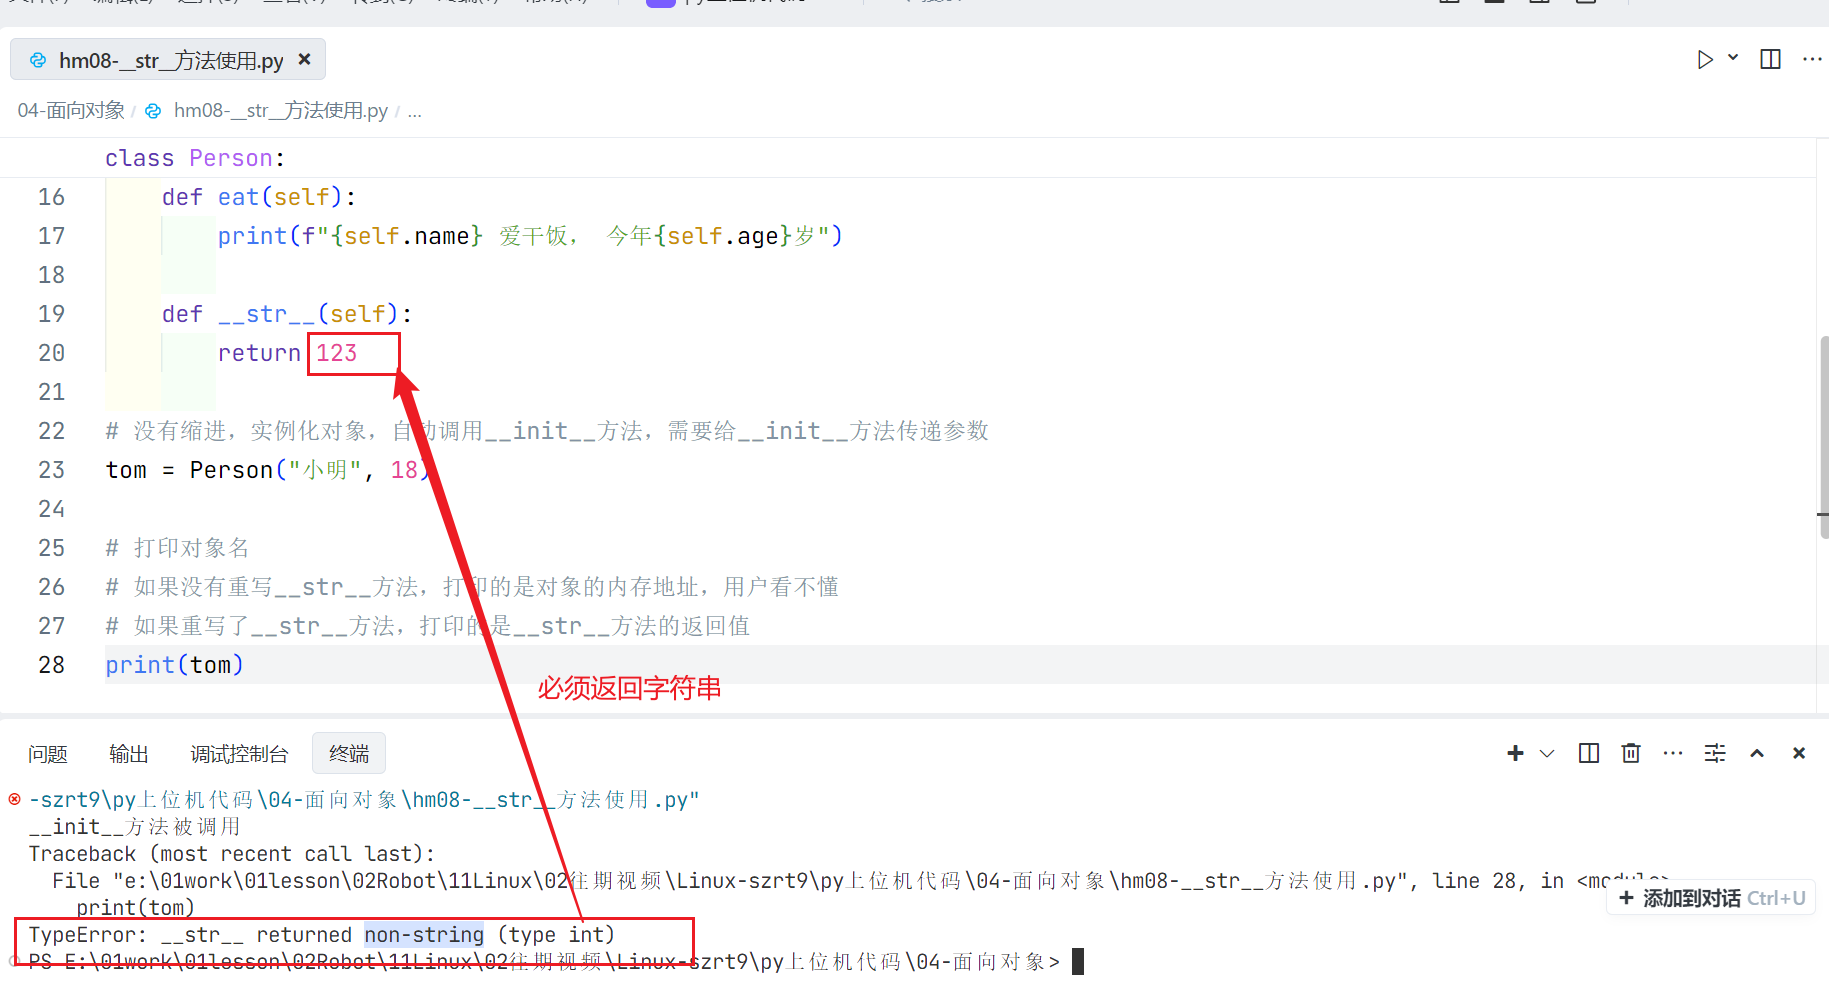 hm08-__str__方法使用.py ×
04-面向对象 / hm08-__str__方法使用.py / ...
class Person:
16 def eat(self):
17 print(f"{self.name} 爱干饭， 今年{self.age}岁")
18
19 def __str__(self):
20 return 123
21
22 # 没有缩进，实例化对象，自动调用__init__方法，需要给__init__方法传递参数
23 tom = Person("小明", 18)
24
25 # 打印对象名
26 # 如果没有重写__str__方法，打印的是对象的内存地址，用户看不懂
27 # 如果重写了__str__方法，打印的是__str__方法的返回值
28 print(tom)
必须返回字符串
问题 输出 调试控制台 终端
-szrt9\py上位机代码\04-面向对象\hm08-__str__方法使用.py"
__init__方法被调用
Traceback (most recent call last):
File "e:\01work\01lesson\02Robot\11Linux\02往期视频\Linux-szrt9\py上位机代码\04-面向对象\hm08-__str__方法使用.py", line 28, in <module>
print(tom)
添加到对话 Ctrl+U
TypeError: __str__ returned non-string (type int)
PS E:\01work\01lesson\02Robot\11Linux\02往期视频\Linux-szrt9\py上位机代码\04-面向对象>